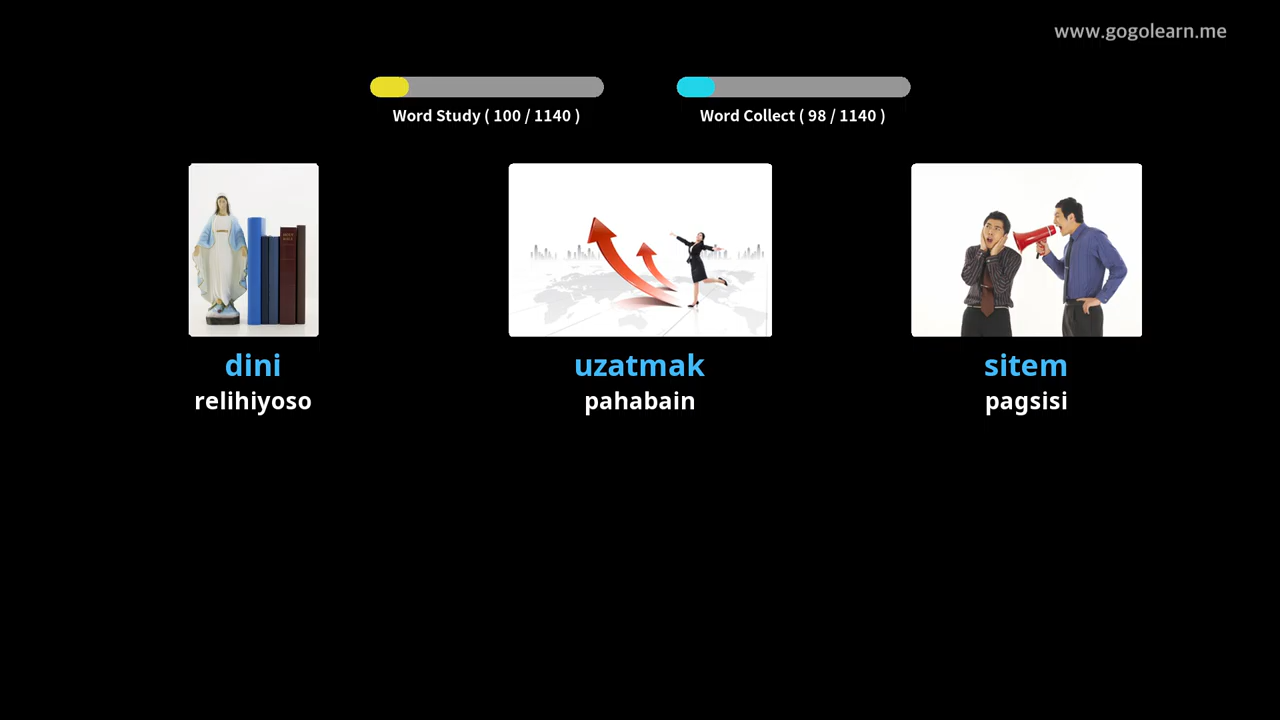 www.gogolearn.me
Word Study ( 100 / 1140 )
Word Collect ( 98 / 1140 )
dini
relihiyoso
uzatmak
pahabain
sitem
pagsisi